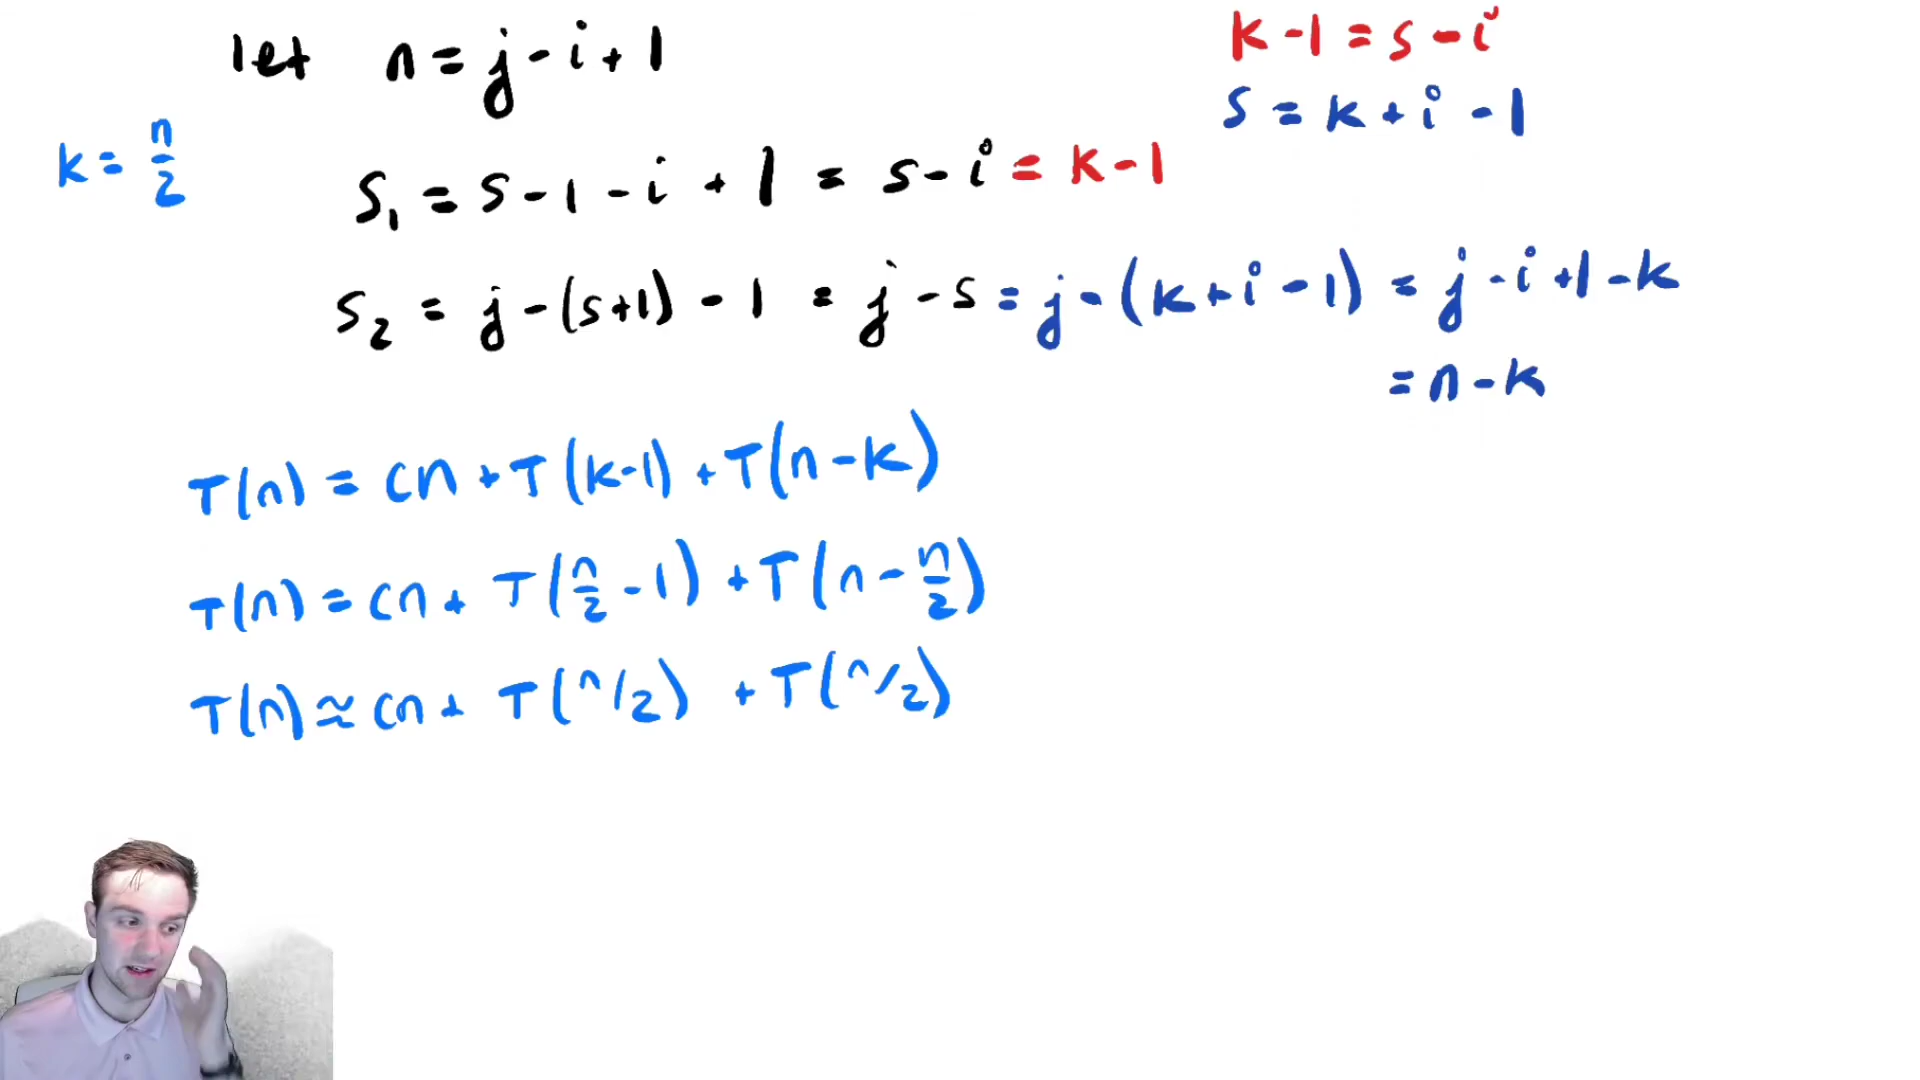 let n = j - i + 1
k - 1 = s - i
s = k + i - 1
k = n/2
S₁ = s - 1 - i + 1 = s - i = k - 1
S₂ = j - (s+1) - 1 = j - s = j - (k + i - 1) = j - i + 1 - k
= n - k
T(n) = cn + T(k-1) + T(n-k)
T(n) = cn + T(n/2 - 1) + T(n - n/2)
T(n) ≈ cn + T(n/2) + T(n/2)